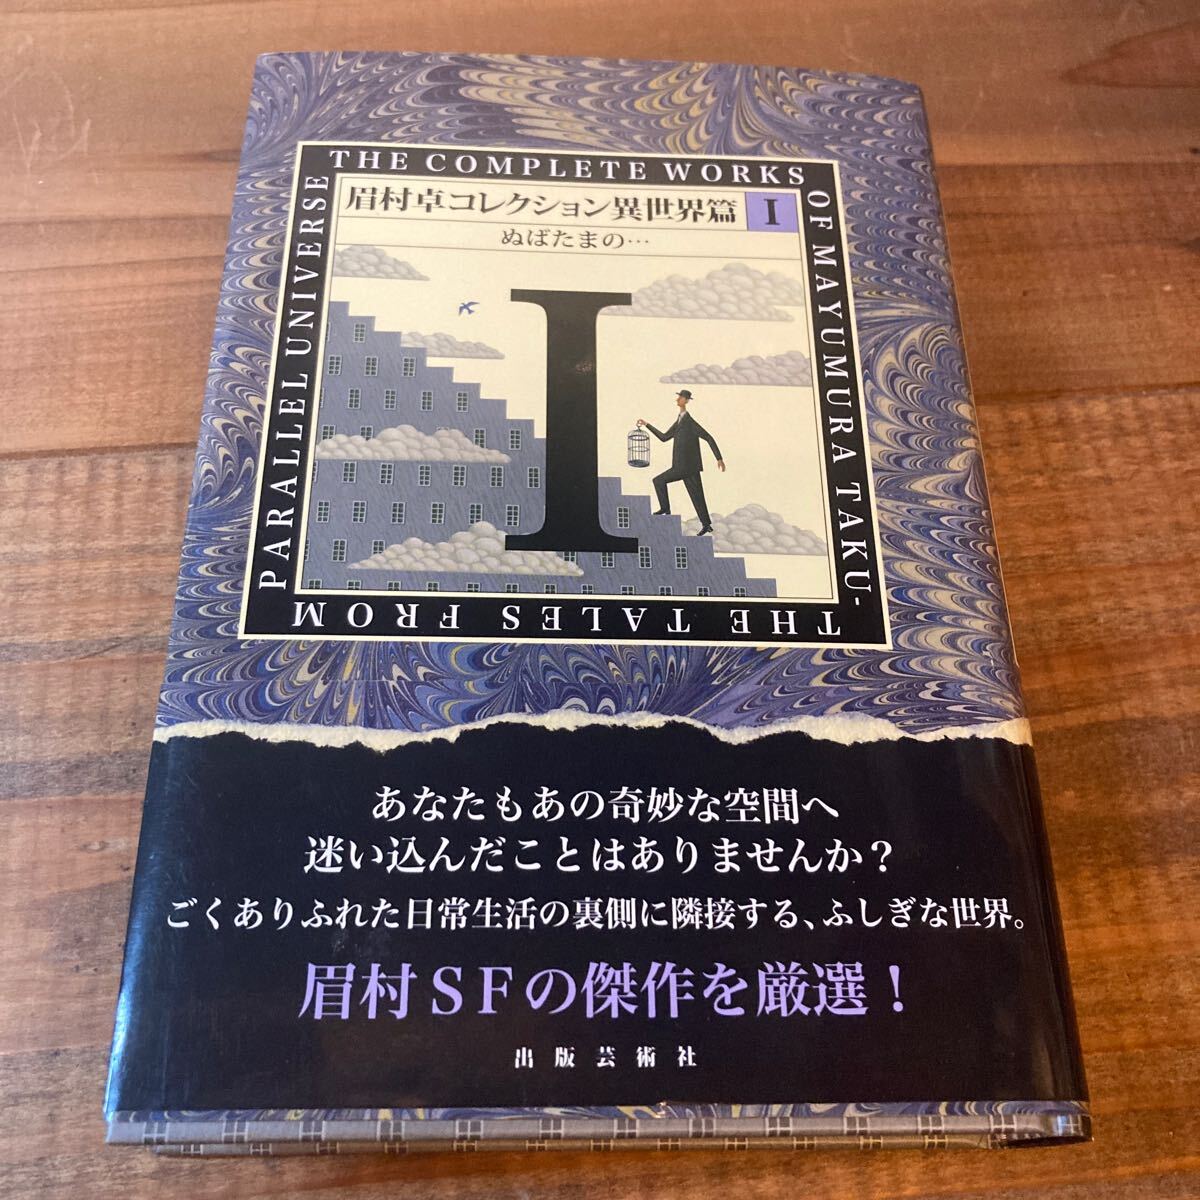 THE COMPLETE WORKS
OF MAYUMURA TAKU-
THE TALES FROM
PARALLEL UNIVERSE
眉村卓コレクション異世界篇 I
ぬばたまの…
I
あなたもあの奇妙な空間へ
迷い込んだことはありませんか?
ごくありふれた日常生活の裏側に隣接する、ふしぎな世界。
眉村SFの傑作を厳選!
出版芸術社